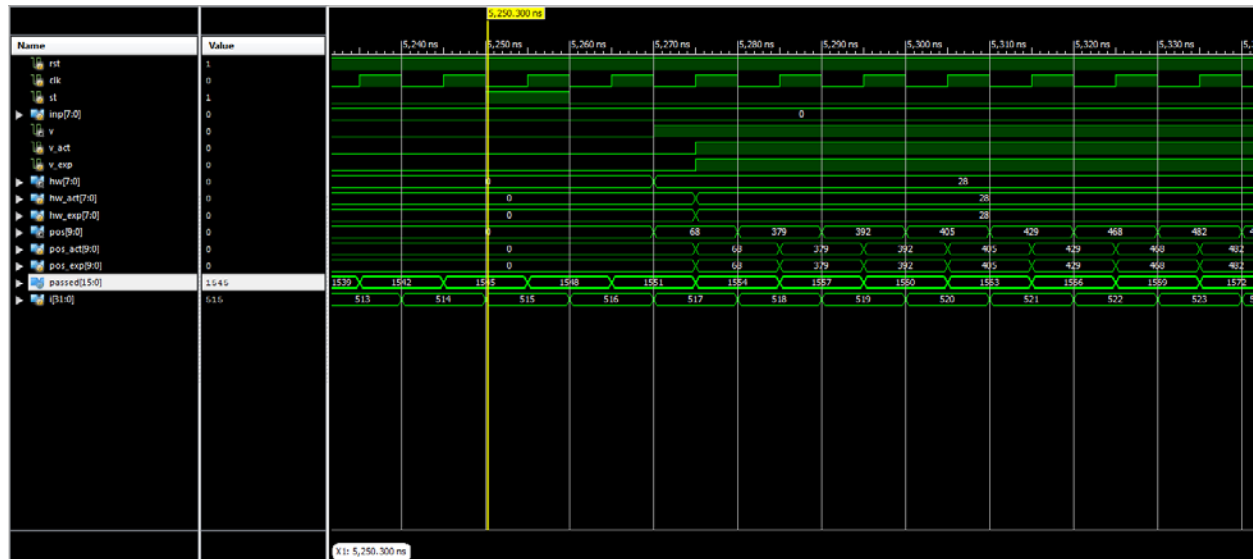 5,250.300 ns
Name Value 5,240 ns 5,250 ns 5,260 ns 5,270 ns 5,280 ns 5,290 ns 5,300 ns 5,310 ns 5,320 ns 5,330 ns
rst 1
clk 0
st 1
inp[7:0] 0 0
v 0
v_act 0
v_exp 0
hw[7:0] 0 0 28
hw_act[7:0] 0 0 28
hw_exp[7:0] 0 0 28
pos[9:0] 0 0 68 379 392 405 429 468 482
pos_act[9:0] 0 0 68 379 392 405 429 468 482
pos_exp[9:0] 0 0 68 379 392 405 429 468 482
passed[15:0] 1545 1539 1542 1545 1548 1551 1554 1557 1560 1563 1566 1569 1572
i[31:0] 515 513 514 515 516 517 518 519 520 521 522 523
X1: 5,250.300 ns